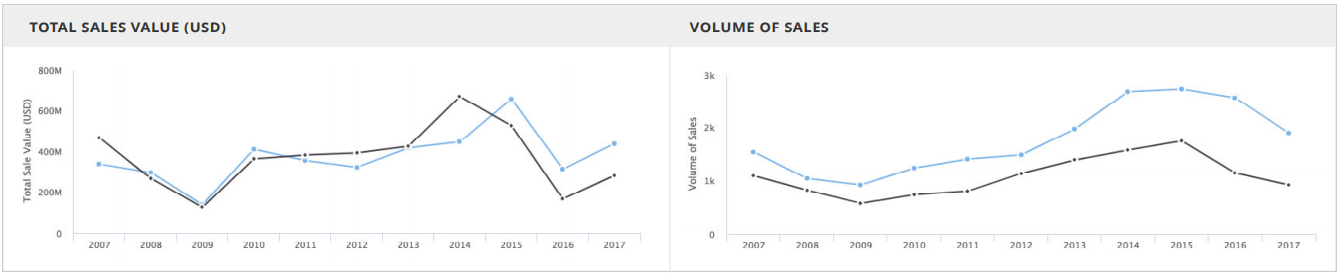 TOTAL SALES VALUE (USD)
800M
600M
400M
200M
0
Total Sale Value (USD)
2007 2008 2009 2010 2011 2012 2013 2014 2015 2016 2017
VOLUME OF SALES
3k
2k
1k
0
Volume of Sales
2007 2008 2009 2010 2011 2012 2013 2014 2015 2016 2017